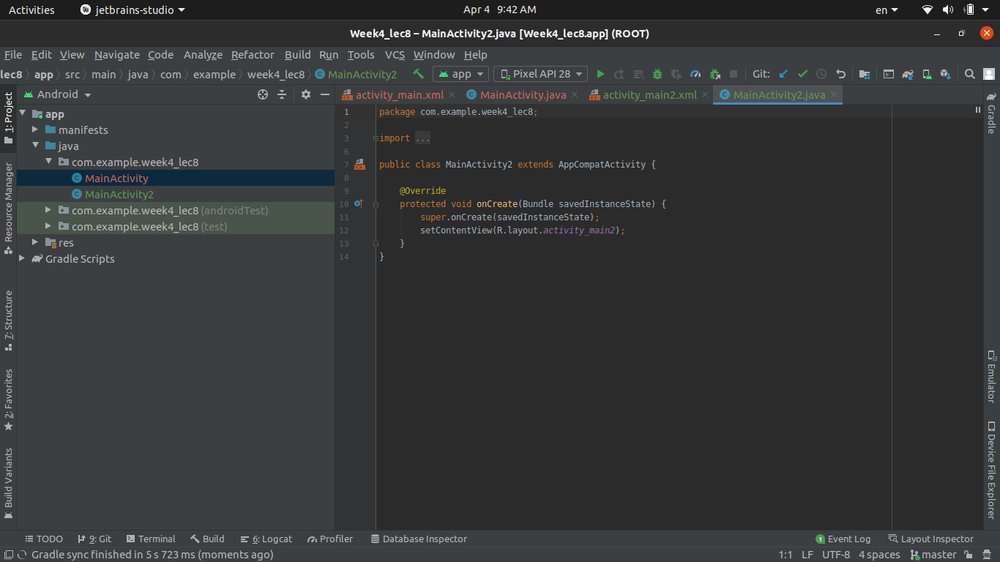 Activities jetbrains-studio Apr 4 9:42 AM en
Week4_lec8 – MainActivity2.java [Week4_lec8.app] (ROOT)
File Edit View Navigate Code Analyze Refactor Build Run Tools VCS Window Help
lec8 app src main java com example week4_lec8 MainActivity2 app Pixel API 28 Git:
Android
activity_main.xml MainActivity.java activity_main2.xml MainActivity2.java
1: Project
Resource Manager
7: Structure
2: Favorites
Build Variants
app
manifests
java
com.example.week4_lec8
MainActivity
MainActivity2
com.example.week4_lec8 (androidTest)
com.example.week4_lec8 (test)
res
Gradle Scripts
1 package com.example.week4_lec8;
2
3 import ...
6
7 public class MainActivity2 extends AppCompatActivity {
8
9 @Override
10 protected void onCreate(Bundle savedInstanceState) {
11 super.onCreate(savedInstanceState);
12 setContentView(R.layout.activity_main2);
13 }
14 }
Gradle
Emulator
Device File Explorer
TODO 9: Git Terminal Build 6: Logcat Profiler Database Inspector 1 Event Log Layout Inspector
Gradle sync finished in 5 s 723 ms (moments ago) 1:1 LF UTF-8 4 spaces master